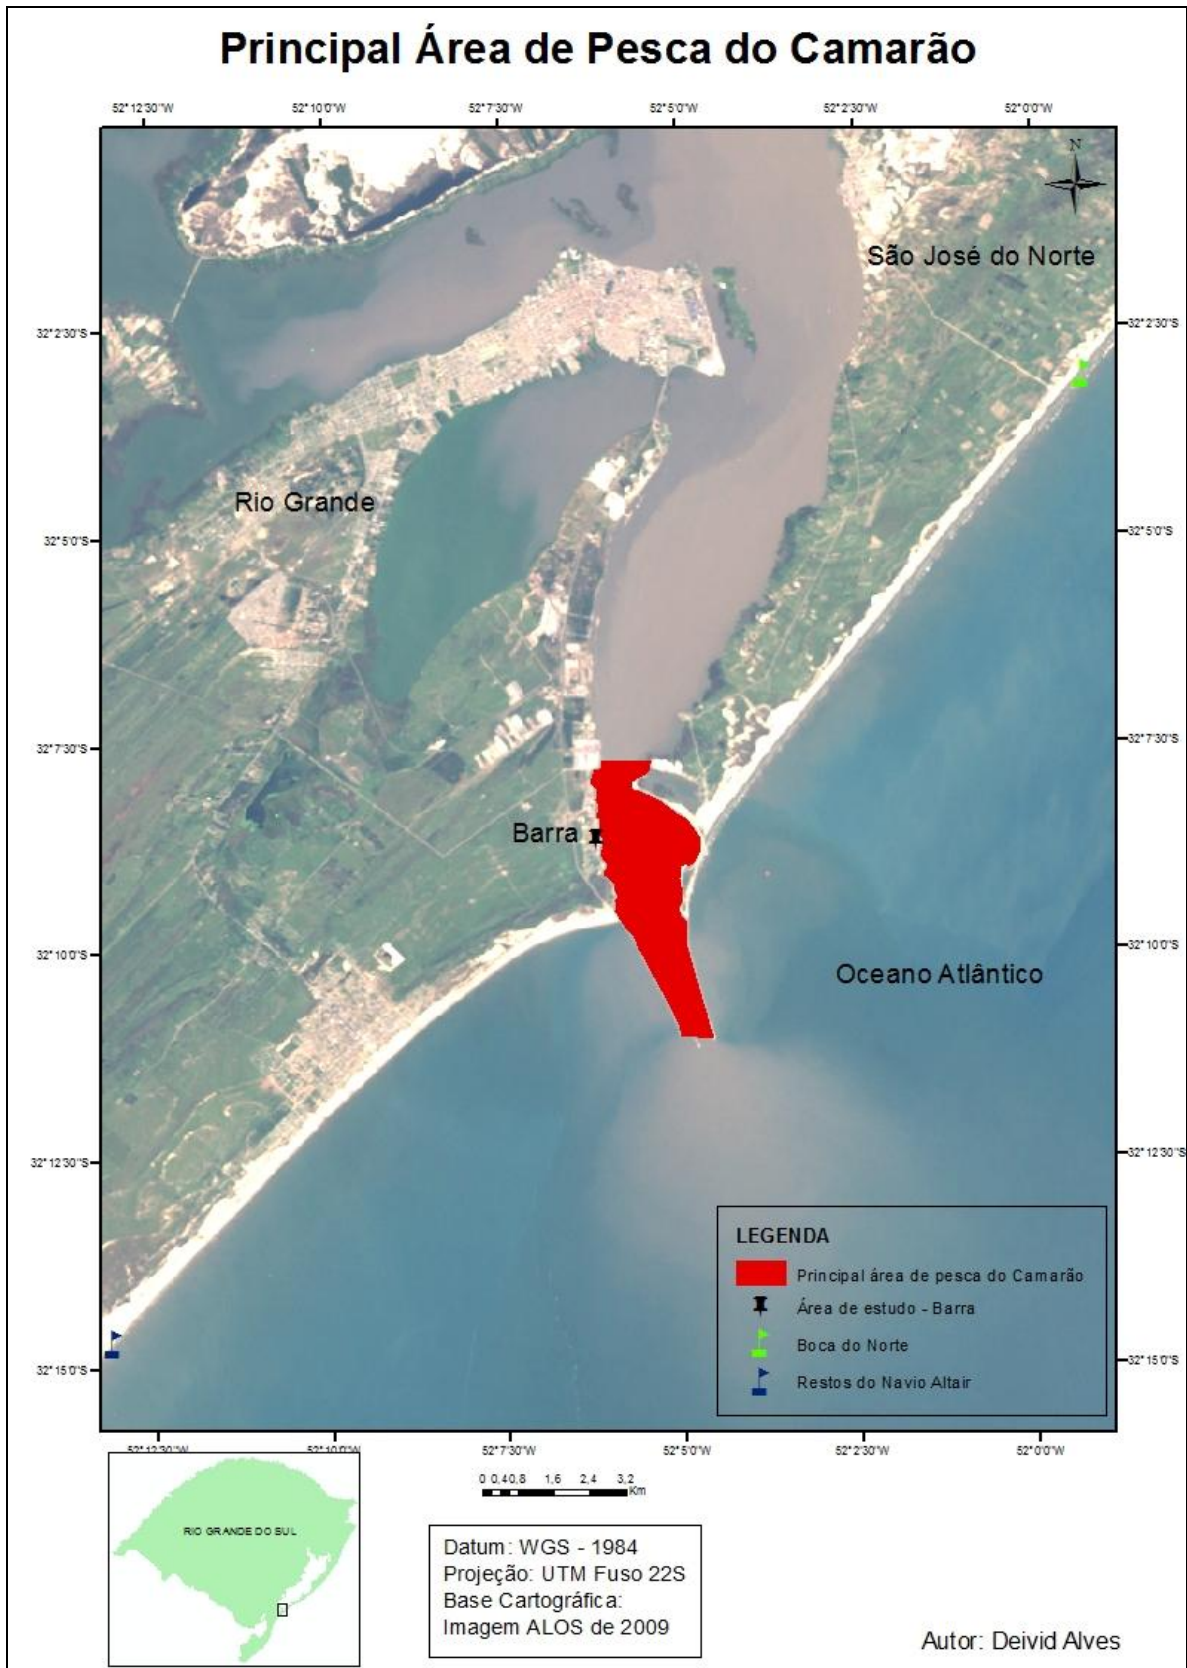 Principal Área de Pesca do Camarão
52°12'30"W
52°10'0"W
52°7'30"W
52°5'0"W
52°2'30"W
52°0'0"W
N
São José do Norte
32°2'30"S
32°2'30"S
Rio Grande
32°5'0"S
32°5'0"S
32°7'30"S
32°7'30"S
Barra
32°10'0"S
32°10'0"S
Oceano Atlântico
32°12'30"S
32°12'30"S
LEGENDA
Principal área de pesca do Camarão
Área de estudo - Barra
Boca do Norte
Restos do Navio Altair
32°15'0"S
32°15'0"S
52°12'30"W
52°10'0"W
52°7'30"W
52°5'0"W
52°2'30"W
52°0'0"W
0 0,40,8 1,6 2,4 3,2
Km
RIO GRANDE DO SUL
Datum: WGS - 1984
Projeção: UTM Fuso 22S
Base Cartográfica:
Imagem ALOS de 2009
Autor: Deivid Alves